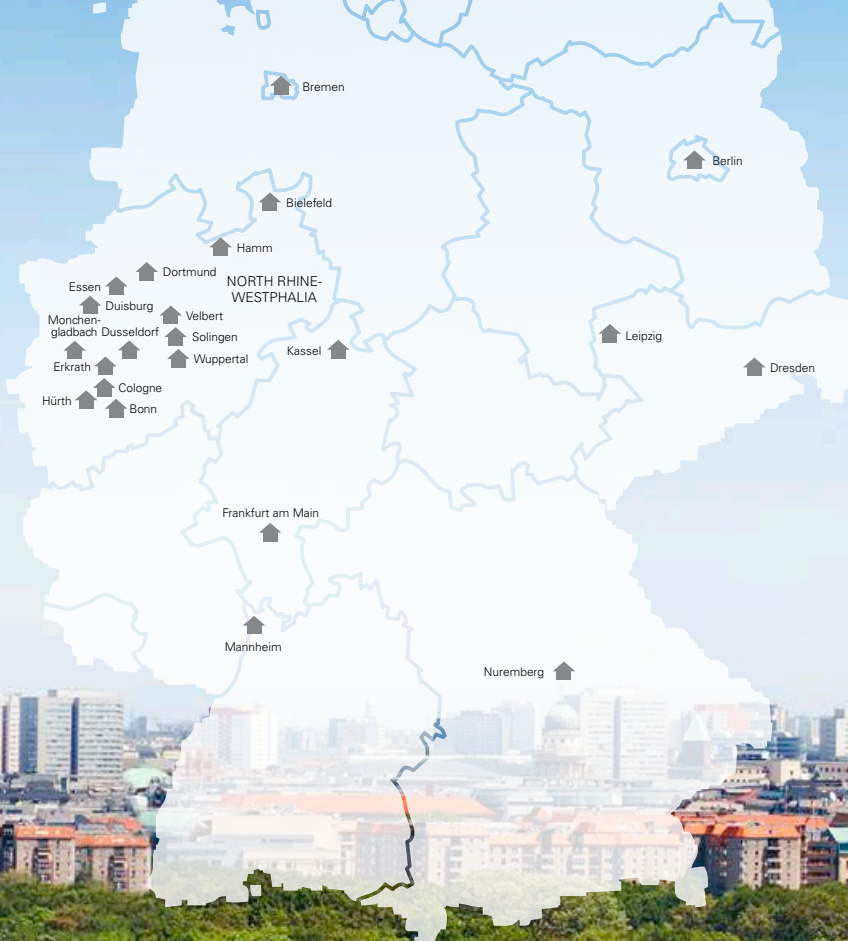 Bremen
Berlin
Bielefeld
Hamm
Dortmund
NORTH RHINE-
WESTPHALIA
Essen
Duisburg
Velbert
Monchen-
gladbach
Dusseldorf
Solingen
Leipzig
Kassel
Wuppertal
Erkrath
Dresden
Cologne
Hürth
Bonn
Frankfurt am Main
Mannheim
Nuremberg